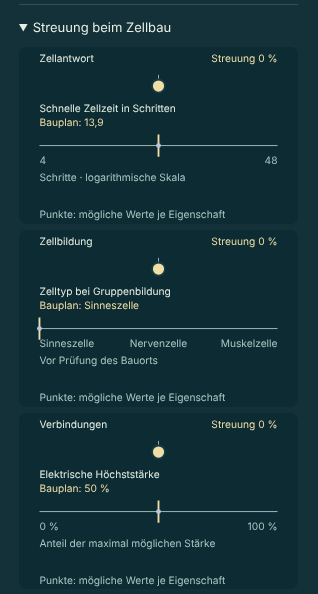 ▼ Streuung beim Zellbau
Zellantwort Streuung 0 %
Schnelle Zellzeit in Schritten
Bauplan: 13,9
4 48
Schritte · logarithmische Skala
Punkte: mögliche Werte je Eigenschaft
Zellbildung Streuung 0 %
Zelltyp bei Gruppenbildung
Bauplan: Sinneszelle
Sinneszelle Nervenzelle Muskelzelle
Vor Prüfung des Bauorts
Punkte: mögliche Werte je Eigenschaft
Verbindungen Streuung 0 %
Elektrische Höchststärke
Bauplan: 50 %
0 % 100 %
Anteil der maximal möglichen Stärke
Punkte: mögliche Werte je Eigenschaft